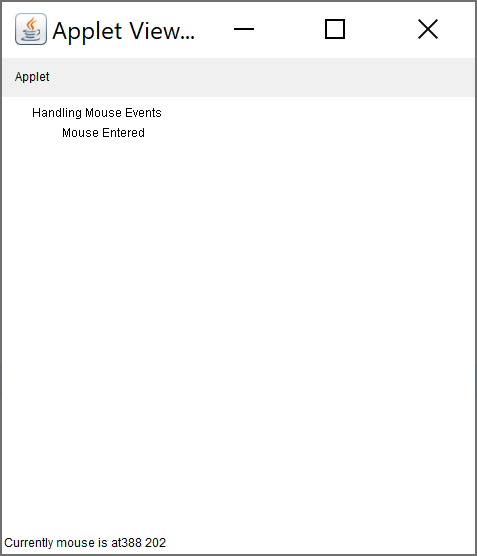 Applet View...
Applet
Handling Mouse Events
Mouse Entered
Currently mouse is at388 202